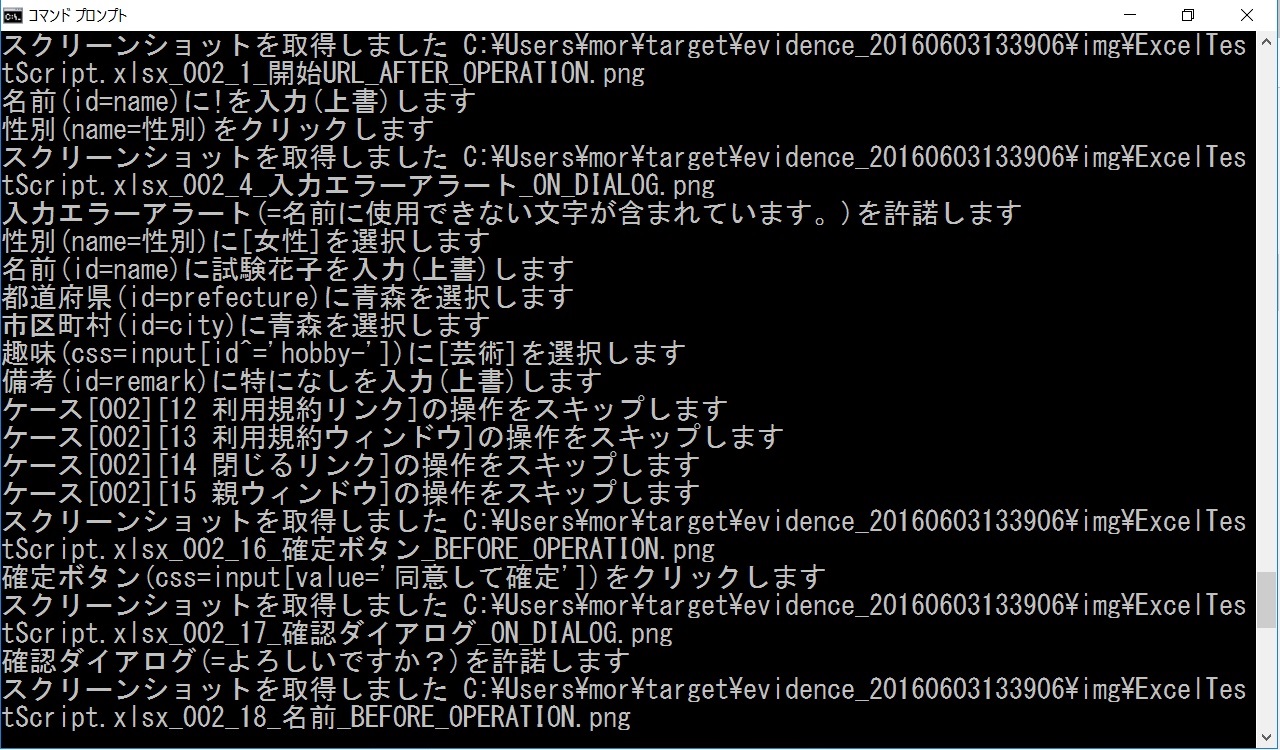 コマンド プロンプト
スクリーンショットを取得しました C:¥Users¥mor¥target¥evidence_20160603133906¥img¥ExcelTes
tScript.xlsx_002_1_開始URL_AFTER_OPERATION.png
名前(id=name)に!を入力(上書)します
性別(name=性別)をクリックします
スクリーンショットを取得しました C:¥Users¥mor¥target¥evidence_20160603133906¥img¥ExcelTes
tScript.xlsx_002_4_入力エラーアラート_ON_DIALOG.png
入力エラーアラート(=名前に使用できない文字が含まれています。)を許諾します
性別(name=性別)に[女性]を選択します
名前(id=name)に試験花子を入力(上書)します
都道府県(id=prefecture)に青森を選択します
市区町村(id=city)に青森を選択します
趣味(css=input[id^='hobby-'])に[芸術]を選択します
備考(id=remark)に特になしを入力(上書)します
ケース[002][12 利用規約リンク]の操作をスキップします
ケース[002][13 利用規約ウィンドウ]の操作をスキップします
ケース[002][14 閉じるリンク]の操作をスキップします
ケース[002][15 親ウィンドウ]の操作をスキップします
スクリーンショットを取得しました C:¥Users¥mor¥target¥evidence_20160603133906¥img¥ExcelTes
tScript.xlsx_002_16_確定ボタン_BEFORE_OPERATION.png
確定ボタン(css=input[value='同意して確定'])をクリックします
スクリーンショットを取得しました C:¥Users¥mor¥target¥evidence_20160603133906¥img¥ExcelTes
tScript.xlsx_002_17_確認ダイアログ_ON_DIALOG.png
確認ダイアログ(=よろしいですか？)を許諾します
スクリーンショットを取得しました C:¥Users¥mor¥target¥evidence_20160603133906¥img¥ExcelTes
tScript.xlsx_002_18_名前_BEFORE_OPERATION.png